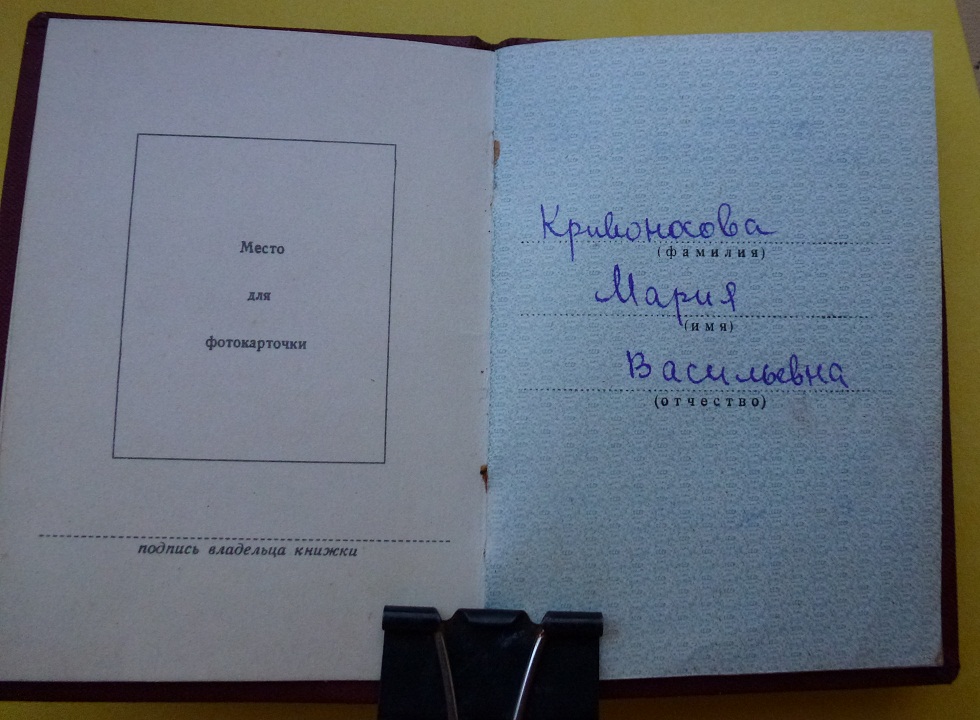 Место
для
фотокарточки
подпись владельца книжки
Кривоносова
(фамилия)
Мария
(имя)
Васильевна
(отчество)